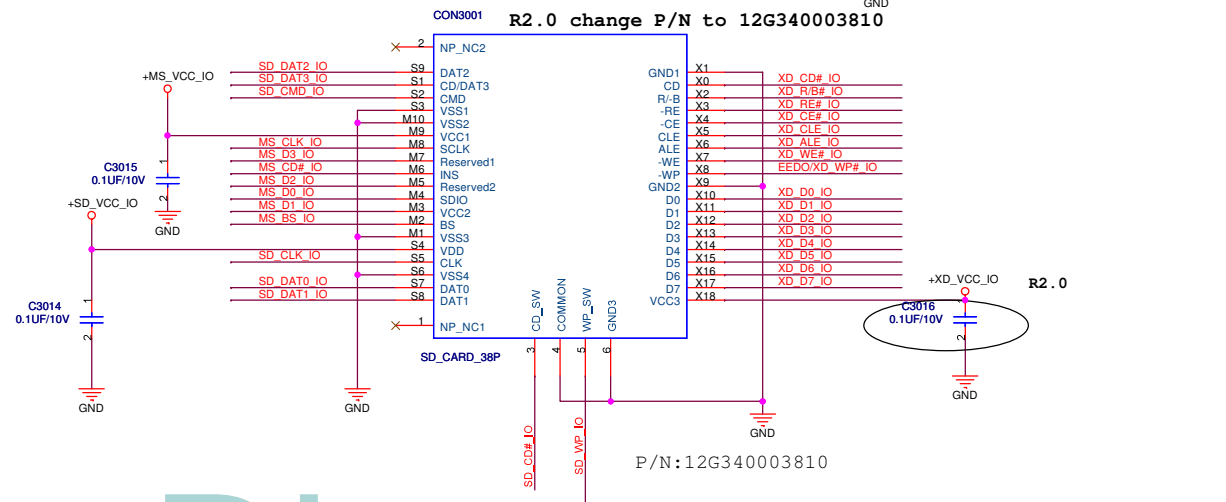 GND
CON3001
R2.0 change P/N to 12G340003810
2 NP_NC2
+MS_VCC_IO
SD_DAT2_IO S9 DAT2 GND1 X1
SD_DAT3_IO S1 CD/DAT3 CD X0 XD_CD#_IO
SD_CMD_IO S2 CMD R/-B X2 XD_R/B#_IO
S3 VSS1 -RE X3 XD_RE#_IO
M10 VSS2 -CE X4 XD_CE#_IO
M9 VCC1 CLE X5 XD_CLE_IO
MS_CLK_IO M8 SCLK ALE X6 XD_ALE_IO
MS_D3_IO M7 Reserved1 -WE X7 XD_WE#_IO
MS_CD#_IO M6 INS -WP X8 EEDO/XD_WP#_IO
MS_D2_IO M5 Reserved2 GND2 X9
MS_D0_IO M4 SDIO D0 X10 XD_D0_IO
MS_D1_IO M3 VCC2 D1 X11 XD_D1_IO
MS_BS_IO M2 BS D2 X12 XD_D2_IO
M1 VSS3 D3 X13 XD_D3_IO
S4 VDD D4 X14 XD_D4_IO
SD_CLK_IO S5 CLK D5 X15 XD_D5_IO
S6 VSS4 D6 X16 XD_D6_IO
SD_DAT0_IO S7 DAT0 D7 X17 XD_D7_IO
SD_DAT1_IO S8 DAT1 VCC3 X18
1 NP_NC1
C3015
0.1UF/10V
1
2
GND
+SD_VCC_IO
C3014
0.1UF/10V
1
2
GND
GND
CD_SW
COMMON
WP_SW
GND3
3
4
5
6
SD_CARD_38P
SD_CD#_IO
SD_WP_IO
GND
+XD_VCC_IO
R2.0
C3016
0.1UF/10V
2
GND
P/N:12G340003810